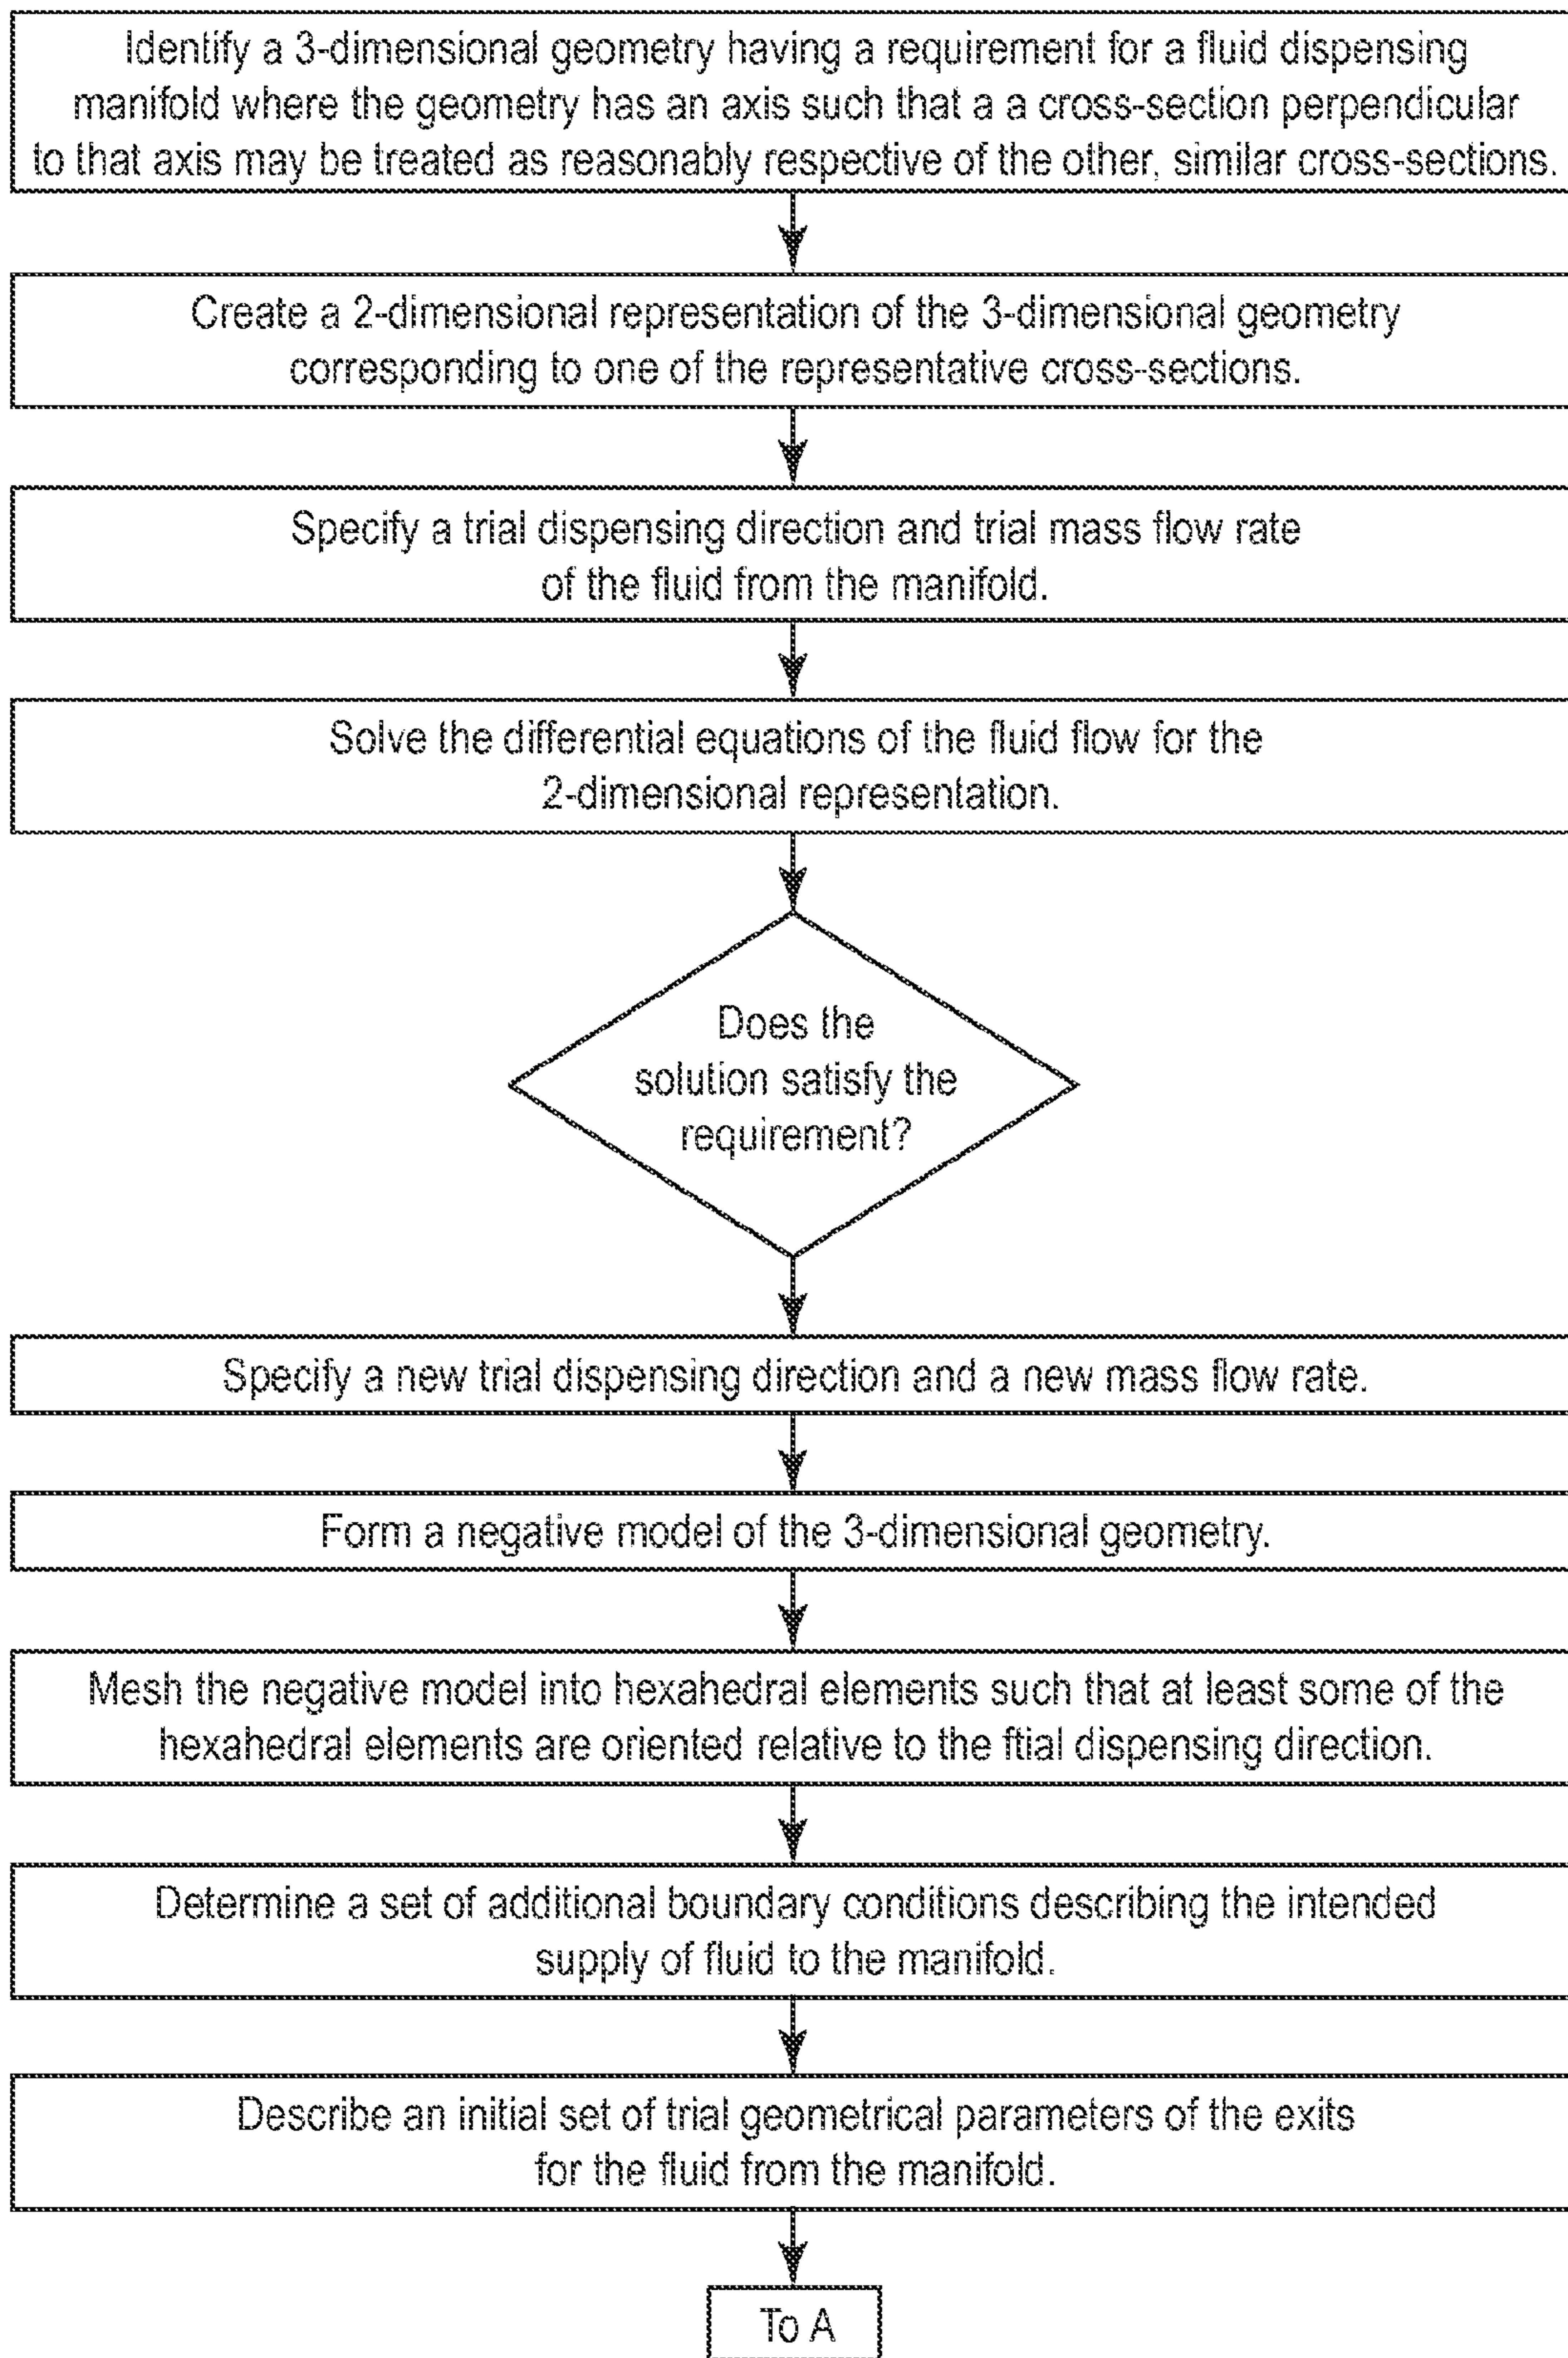 Identify a 3-dimensional geometry having a requirement for a fluid dispensing
manifold where the geometry has an axis such that a a cross-section perpendicular
to that axis may be treated as reasonably respective of the other, similar cross-sections.
Create a 2-dimensional representation of the 3-dimensional geometry
corresponding to one of the representative cross-sections.
Specify a trial dispensing direction and trial mass flow rate
of the fluid from the manifold.
Solve the differential equations of the fluid flow for the
2-dimensional representation.
Does the
solution satisfy the
requirement?
Specify a new trial dispensing direction and a new mass flow rate.
Form a negative model of the 3-dimensional geometry.
Mesh the negative model into hexahedral elements such that at least some of the
hexahedral elements are oriented relative to the ftial dispensing direction.
Determine a set of additional boundary conditions describing the intended
supply of fluid to the manifold.
Describe an initial set of trial geometrical parameters of the exits
for the fluid from the manifold.
To A